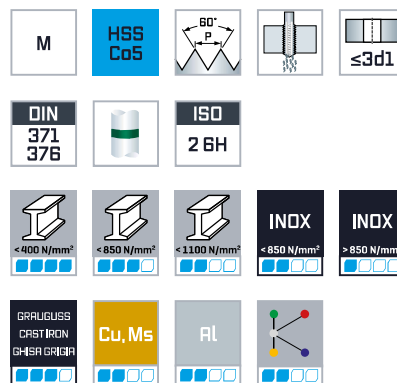 M
HSS
CoS
60°
P
≤3d1
DIN
371
376
ISO
2 6H
<400 N/mm²
<850 N/mm²
<1100 N/mm²
INOX
<850 N/mm²
INOX
>850 N/mm²
GRAUGUSS
CAST IRON
GHISA GRIGIA
Cu, Ms
Al